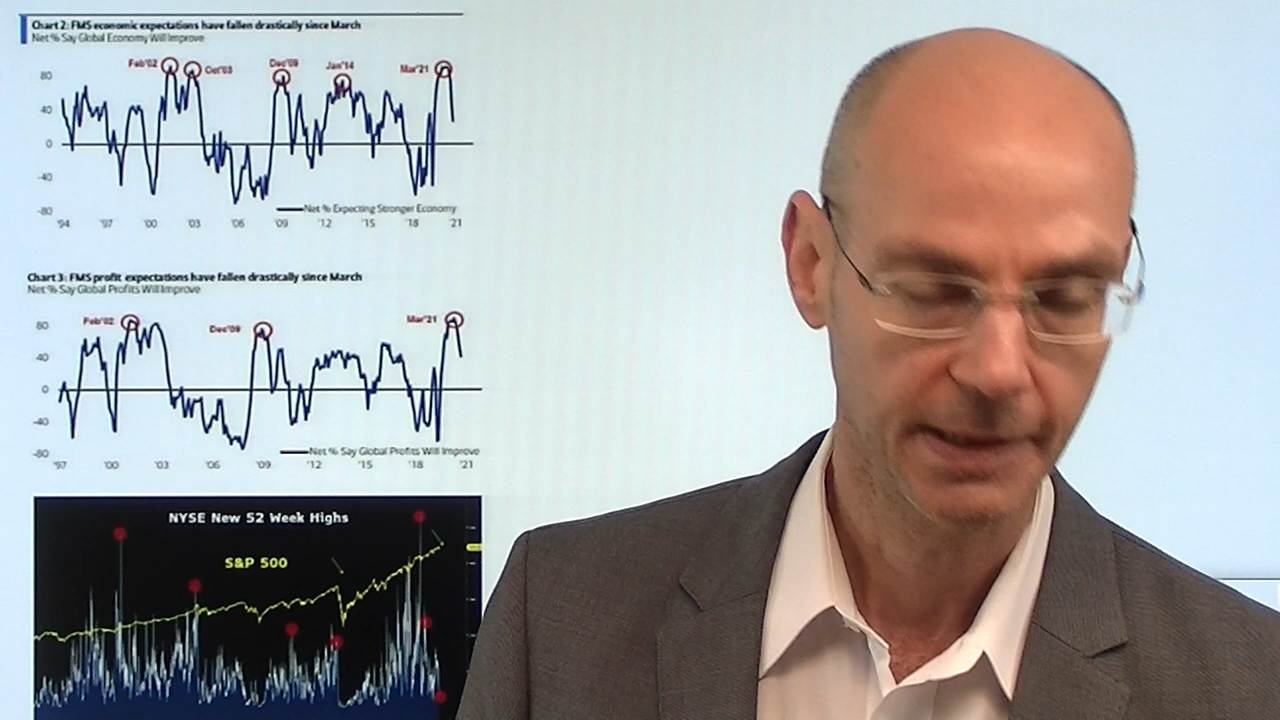 Chart 2: FMS economic expectations have fallen drastically since March
Net % Say Global Economy Will Improve
Feb'02
Oct'03
Dec'09
Jan'14
Mar'21
80
40
0
-40
-80
Net % Expecting Stronger Economy
'94 '97 '00 '03 '06 '09 '12 '15 '18 '21
Chart 3: FMS profit expectations have fallen drastically since March
Net % Say Global Profits Will Improve
Feb'02
Dec'09
Mar'21
80
40
0
-40
-80
Net % Say Global Profits Will Improve
'97 '00 '03 '06 '09 '12 '15 '18 '21
NYSE New 52 Week Highs
S&P 500